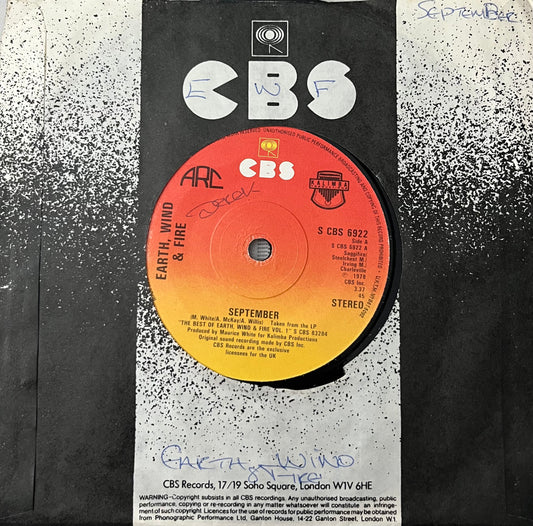 SEPTEMBER
CBS
E W F
CBS
ARC
KALIMBA
Derek
EARTH, WIND
& FIRE
S CBS 6922
Side A
S CBS 6922 A
Saggifire/
Steelchest M./
Irving M./
Charleville
℗ 1978
CBS Inc.
3.37
45
STEREO
SEPTEMBER
(M. White/A. McKay/A. Willis) Taken from the LP
"THE BEST OF EARTH, WIND & FIRE VOL. 1" S CBS 83284
Produced by Maurice White for Kalimba Productions
Original sound recording made by CBS Inc.
CBS Records are the exclusive
licensees for the UK
EARTH, WIND
& FIRE
CBS Records, 17/19 Soho Square, London W1V 6HE
WARNING-Copyright subsists in all CBS recordings. Any unauthorised broadcasting, public
performance, copying or re-recording in any manner whatsoever will constitute an infringe-
ment of such copyright. Licences for the use of records for public performance may be obtained
from Phonographic Performance Ltd, Ganton House, 14-22 Ganton Street, London W.1.